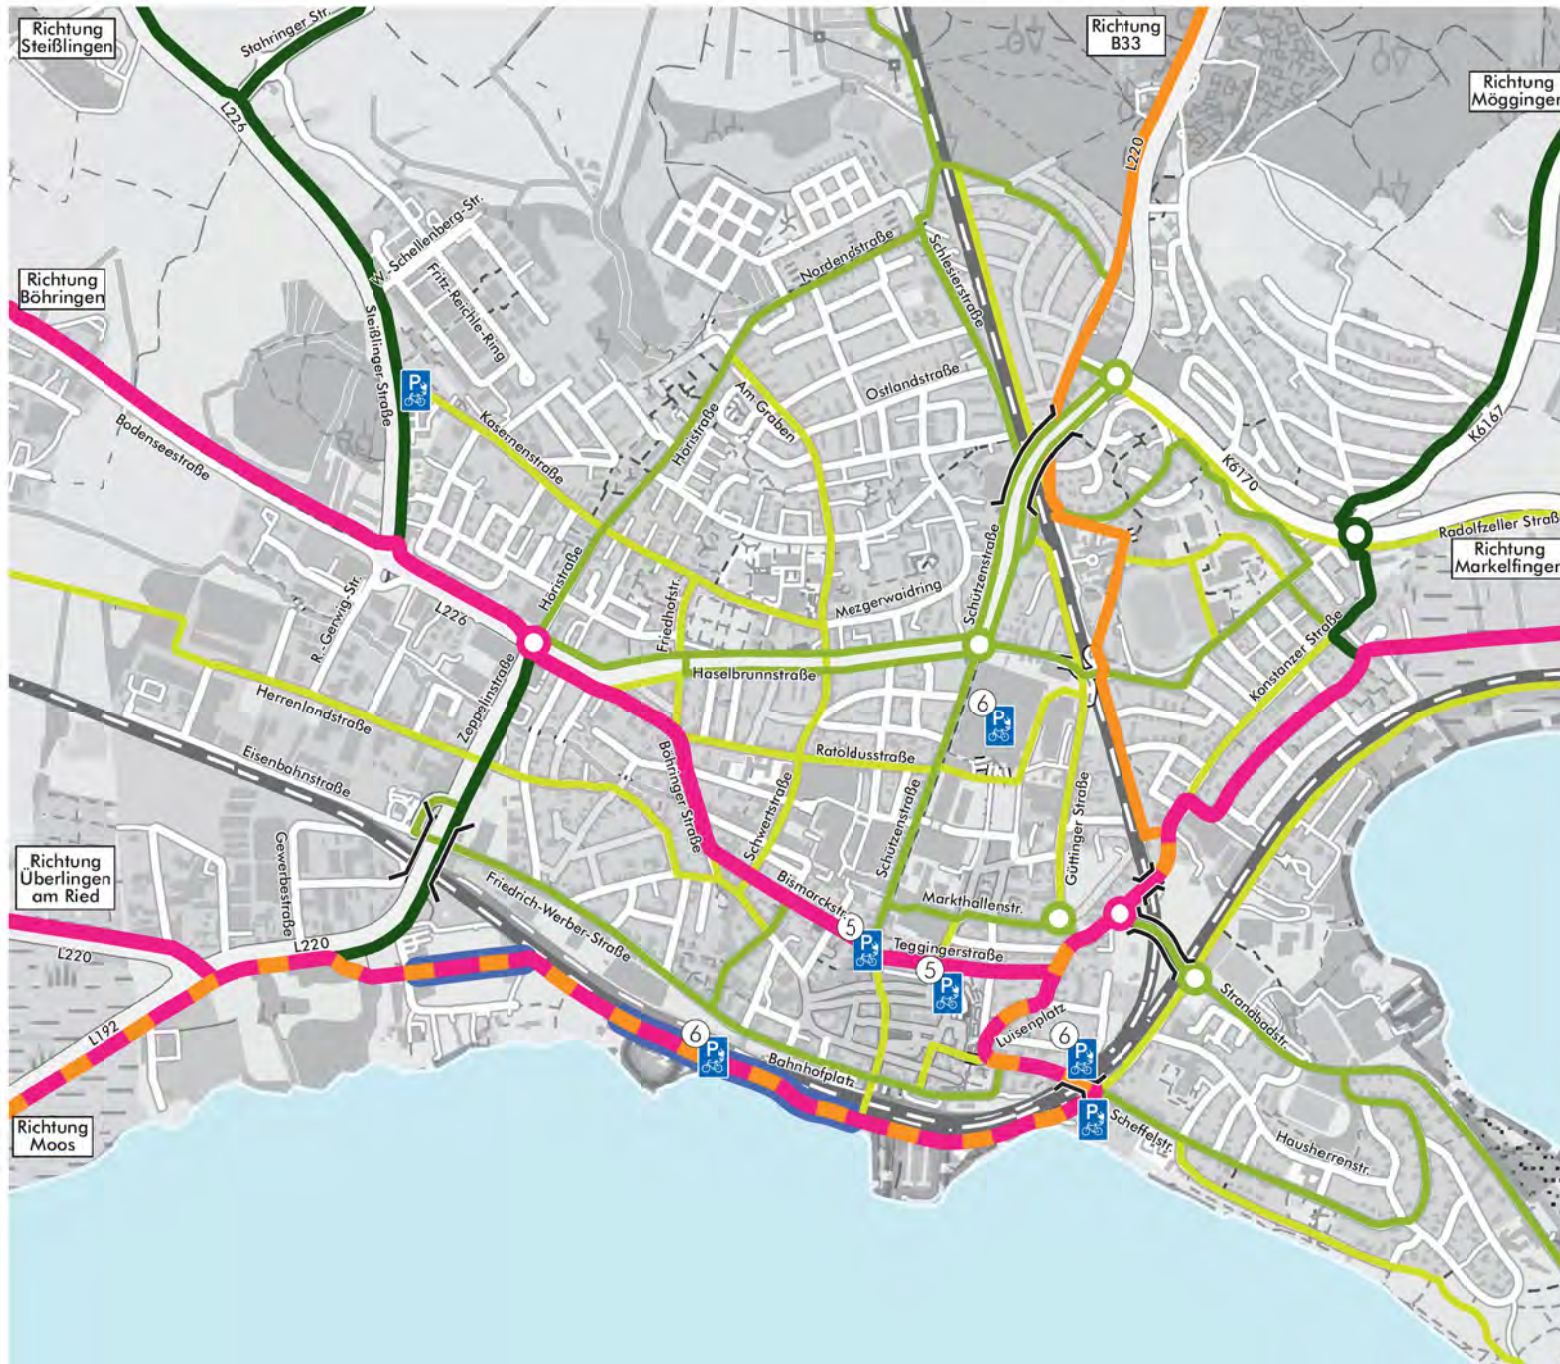 Richtung
Steißlingen
Stahringer Str.
Richtung
B33
Richtung
Möggingen
L226
L220
W.-Schellenberg-Str.
Nordendstraße
Schlesierstraße
Richtung
Böhringen
Fritz-Reichle-Ring
Steißlinger-Straße
Ostlandstraße
Am Graben
P
Kasernenstraße
Höristraße
Bodenseestraße
K6167
K6170
Radolfzeller Straß
Richtung
Markelfingen
Höristraße
Schützenstraße
R.-Gerwig-Str.
L226
Friedhofstr.
Mezgerwaidring
Haselbrunnstraße
Konstanzer Straße
Herrenlandstraße
Zeppelinstraße
6
P
Eisenbahnstraße
Böhringer Straße
Ratoldusstraße
Schwertstraße
Schützenstraße
Güttinger Straße
Richtung
Überlingen
am Ried
Gewerbestraße
Friedrich-Werber-Straße
Bismarckstr.
Markthallenstr.
5
P
Teggingerstraße
L220
L220
5
P
Strandbadstr.
L192
6
P
Luisenplatz
6
P
Bahnhofplatz
P
Scheffelstr.
Hausherrenstr.
Richtung
Moos